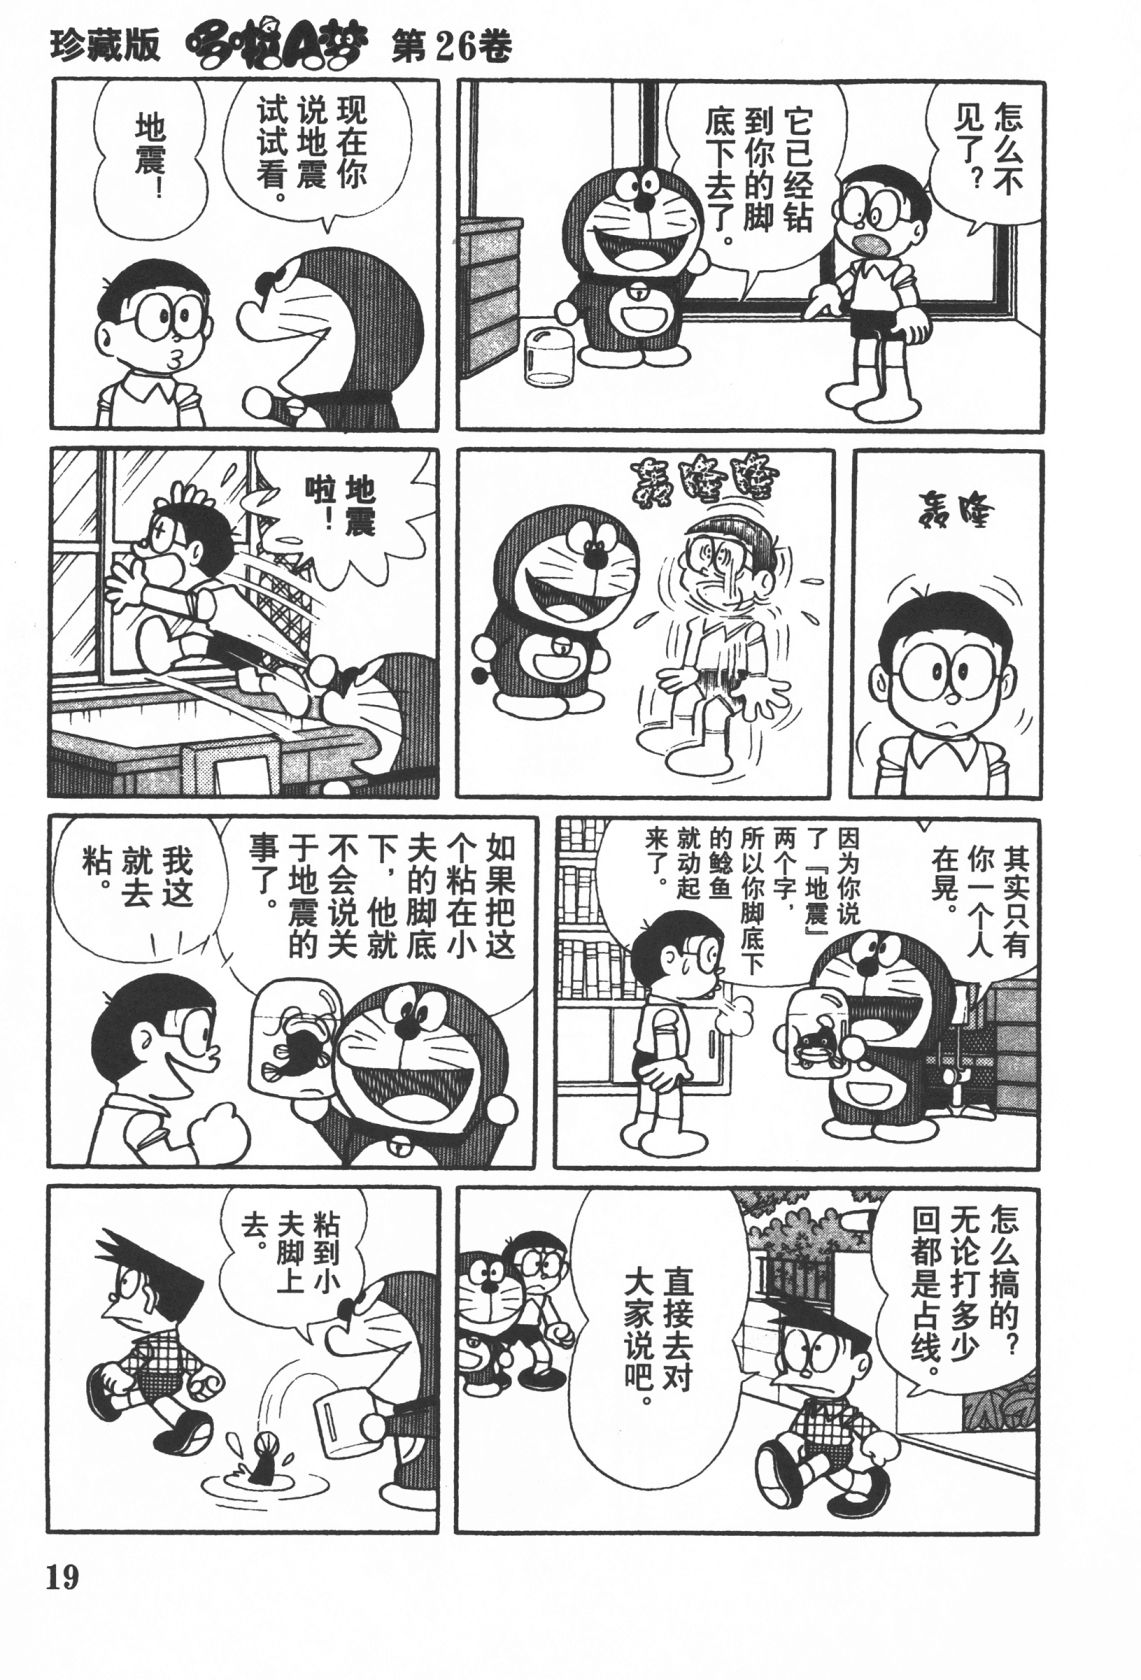 珍藏版 哆啦A梦 第26卷
怎么不
见了？
它已经钻
到你的脚
底下去了。
现在你
说地震
试试看。
地震！
轰隆
轰隆隆
地震
啦！
其实只有
你一个人
在晃。
因为你说
了『地震』
两个字，
所以你脚底下
的鲶鱼
就动起
来了。
如果把这
个粘在小
夫的脚底
下，他就
不会说关
于地震的
事了。
我这
就去
粘。
怎么搞的？
无论打多少
回都是占线。
直接去对
大家说吧。
粘到小
夫脚上
去。
19